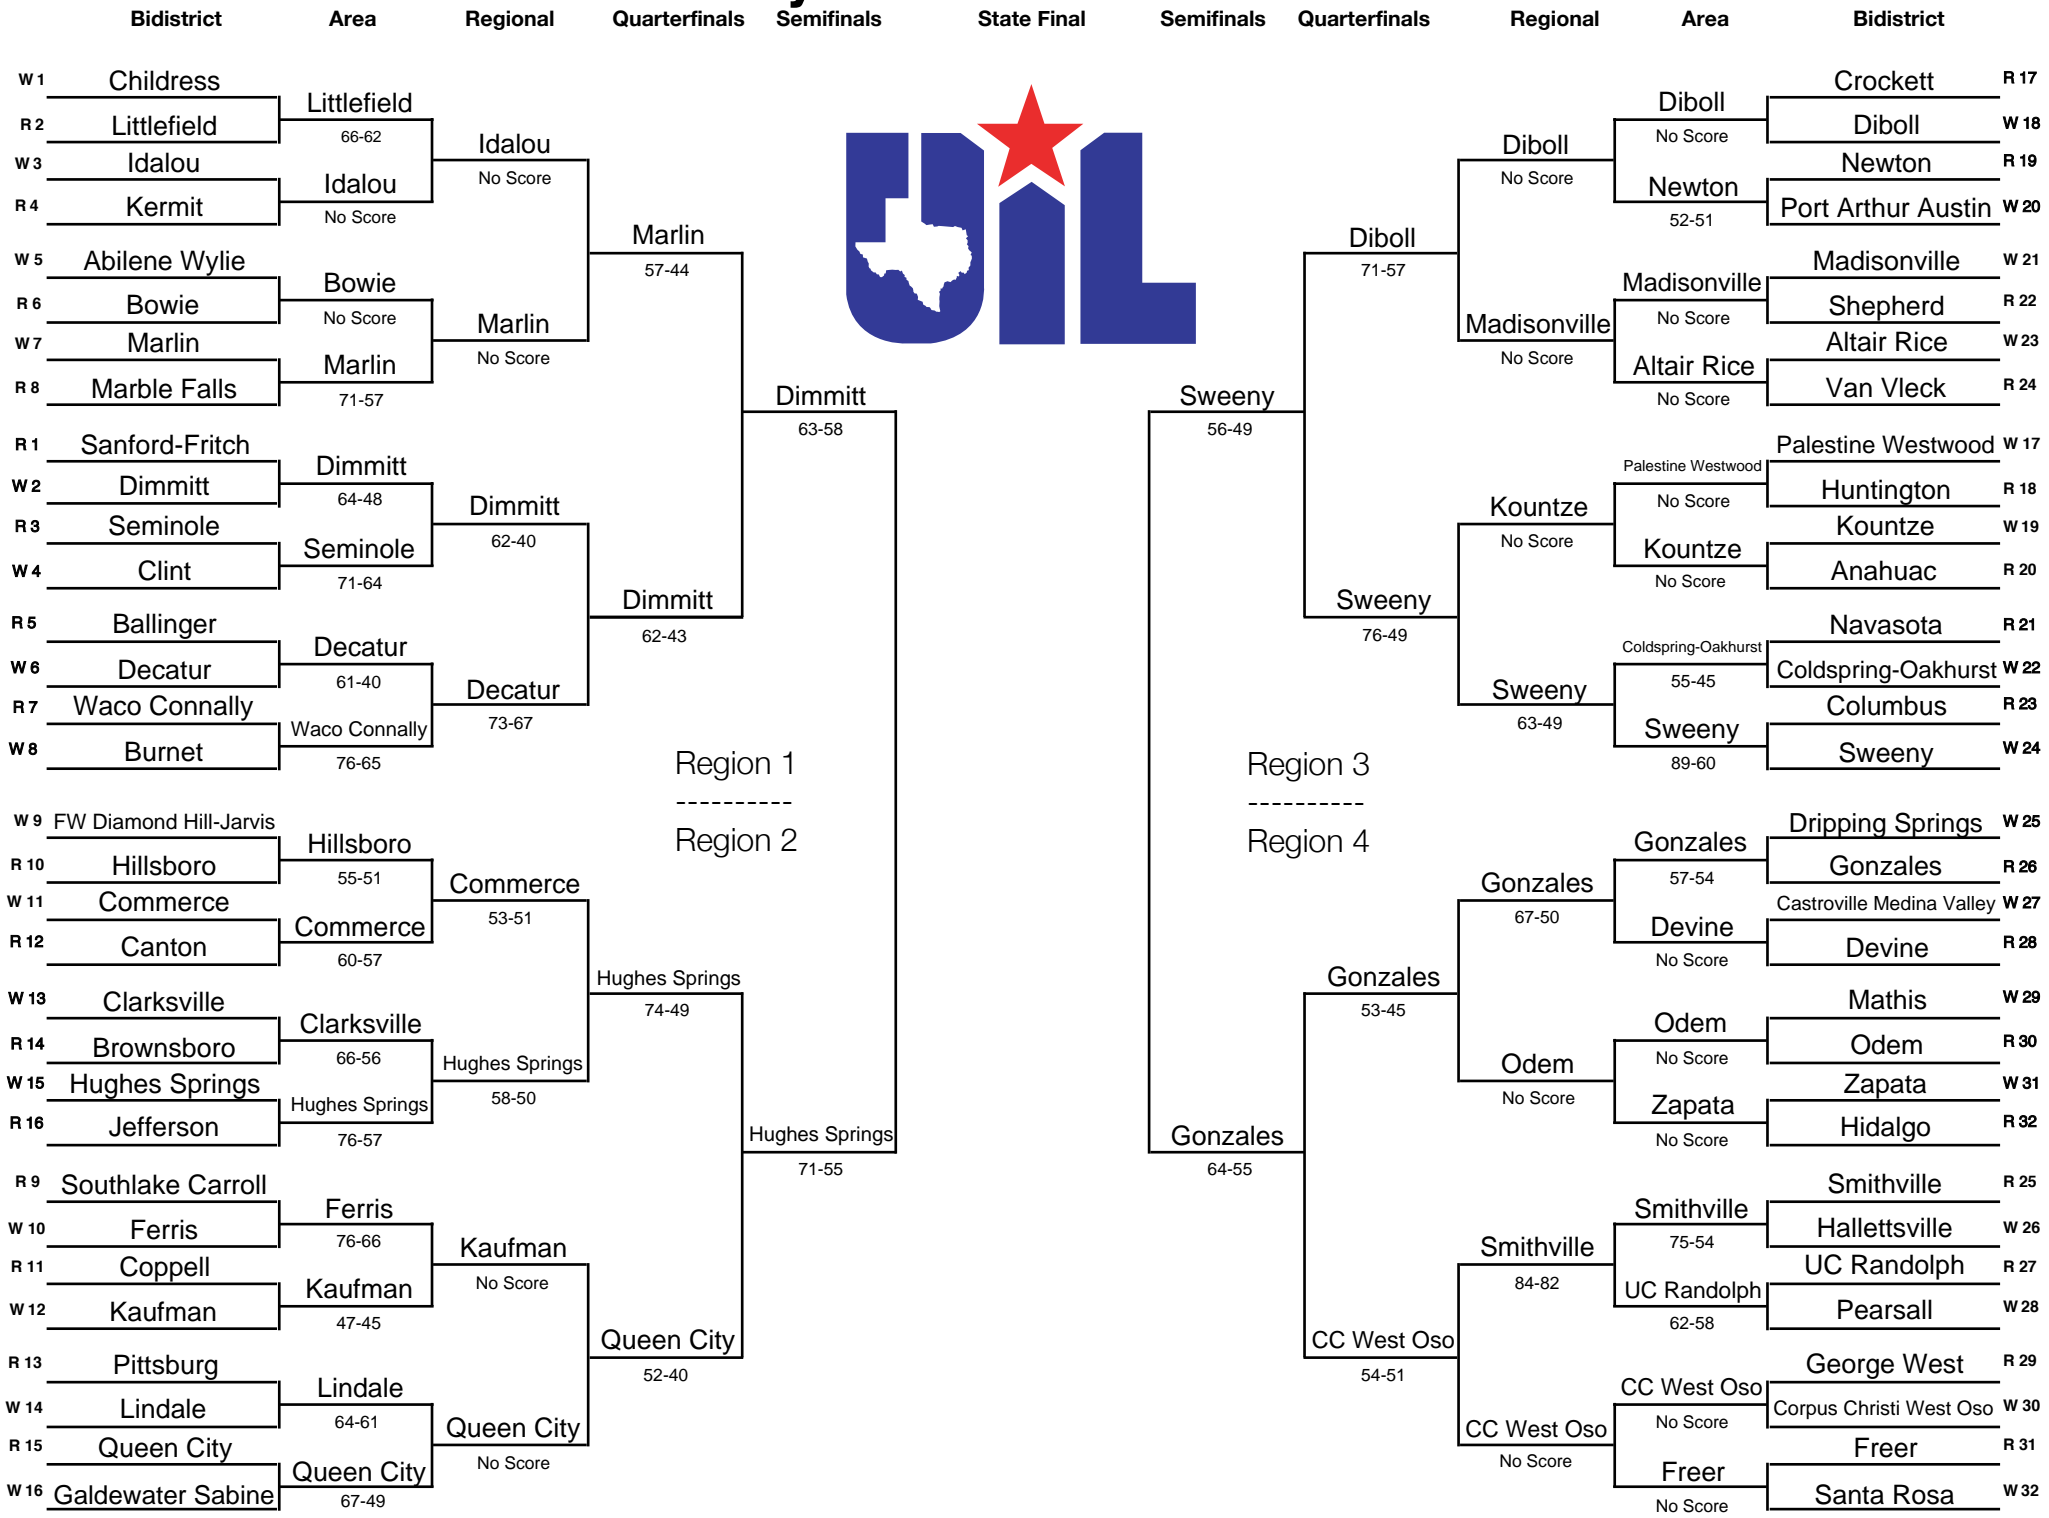 Bidistrict Area Regional Quarterfinals Semifinals State Final Semifinals Quarterfinals Regional Area Bidistrict
W 1 Childress
Littlefield
66-62
R 2 Littlefield
Idalou
No Score
W 3 Idalou
Idalou
No Score
R 4 Kermit
Marlin
57-44
W 5 Abilene Wylie
Bowie
No Score
R 6 Bowie
Marlin
No Score
W 7 Marlin
Marlin
71-57
R 8 Marble Falls
Dimmitt
63-58
R 1 Sanford-Fritch
Dimmitt
64-48
W 2 Dimmitt
Dimmitt
62-40
R 3 Seminole
Seminole
71-64
W 4 Clint
Dimmitt
62-43
R 5 Ballinger
Decatur
61-40
W 6 Decatur
Decatur
73-67
R 7 Waco Connally
Waco Connally
76-65
W 8 Burnet
Region 1
----------
Region 2
W 9 FW Diamond Hill-Jarvis
Hillsboro
55-51
R 10 Hillsboro
Commerce
53-51
W 11 Commerce
Commerce
60-57
R 12 Canton
Hughes Springs
74-49
W 13 Clarksville
Clarksville
66-56
R 14 Brownsboro
Hughes Springs
58-50
W 15 Hughes Springs
Hughes Springs
76-57
R 16 Jefferson
Hughes Springs
71-55
R 9 Southlake Carroll
Ferris
76-66
W 10 Ferris
Kaufman
No Score
R 11 Coppell
Kaufman
47-45
W 12 Kaufman
Queen City
52-40
R 13 Pittsburg
Lindale
64-61
W 14 Lindale
Queen City
No Score
R 15 Queen City
Queen City
67-49
W 16 Galdewater Sabine
UIL
Crockett R 17
Diboll
No Score
Diboll W 18
Diboll
No Score
Newton R 19
Newton
52-51
Port Arthur Austin W 20
Diboll
71-57
Madisonville W 21
Madisonville
No Score
Shepherd R 22
Madisonville
No Score
Altair Rice W 23
Altair Rice
No Score
Van Vleck R 24
Sweeny
56-49
Palestine Westwood W 17
Palestine Westwood
No Score
Huntington R 18
Kountze
No Score
Kountze W 19
Kountze
No Score
Anahuac R 20
Sweeny
76-49
Navasota R 21
Coldspring-Oakhurst
55-45
Coldspring-Oakhurst W 22
Sweeny
63-49
Columbus R 23
Sweeny
89-60
Sweeny W 24
Region 3
----------
Region 4
Dripping Springs W 25
Gonzales
57-54
Gonzales R 26
Gonzales
67-50
Castroville Medina Valley W 27
Devine
No Score
Devine R 28
Gonzales
53-45
Mathis W 29
Odem
No Score
Odem R 30
Odem
No Score
Zapata W 31
Zapata
No Score
Hidalgo R 32
Gonzales
64-55
Smithville R 25
Smithville
75-54
Hallettsville W 26
Smithville
84-82
UC Randolph R 27
UC Randolph
62-58
Pearsall W 28
CC West Oso
54-51
George West R 29
CC West Oso
No Score
Corpus Christi West Oso W 30
CC West Oso
No Score
Freer R 31
Freer
No Score
Santa Rosa W 32